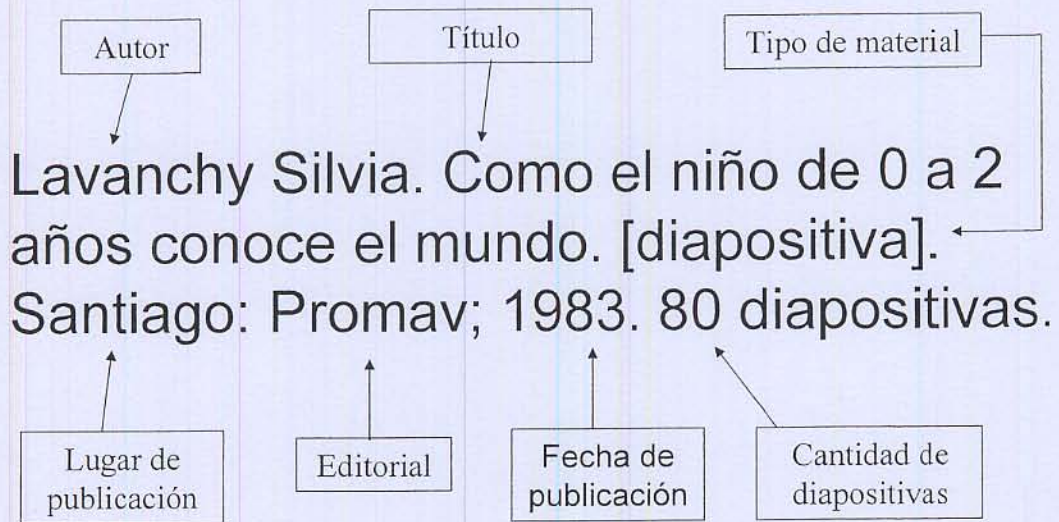 Autor
Título
Tipo de material
Lavanchy Silvia. Como el niño de 0 a 2
años conoce el mundo. [diapositiva].
Santiago: Promav; 1983. 80 diapositivas.
Lugar de
publicación
Editorial
Fecha de
publicación
Cantidad de
diapositivas